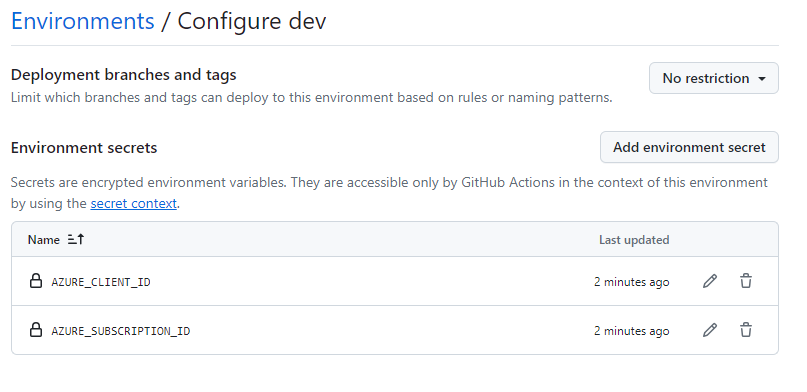 Environments / Configure dev
Deployment branches and tags
No restriction
Limit which branches and tags can deploy to this environment based on rules or naming patterns.
Environment secrets
Add environment secret
Secrets are encrypted environment variables. They are accessible only by GitHub Actions in the context of this environment
by using the secret context.
Name Last updated
AZURE_CLIENT_ID 2 minutes ago
AZURE_SUBSCRIPTION_ID 2 minutes ago